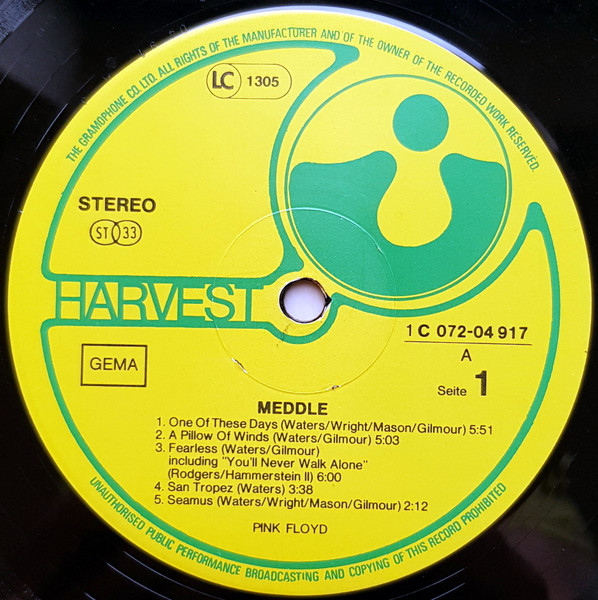 THE GRAMOPHONE CO. LTD. ALL RIGHTS OF THE MANUFACTURER AND OF THE OWNER OF THE RECORDED WORK RESERVED.
LC 1305
STEREO
ST 33
HARVEST
1 C 072-04 917
A
Seite 1
GEMA
MEDDLE
1. One Of These Days (Waters/Wright/Mason/Gilmour) 5:51
2. A Pillow Of Winds (Waters/Gilmour) 5:03
3. Fearless (Waters/Gilmour)
including "You'll Never Walk Alone"
(Rodgers/Hammerstein II) 6:00
4. San Tropez (Waters) 3:38
5. Seamus (Waters/Wright/Mason/Gilmour) 2:12
PINK FLOYD
UNAUTHORISED PUBLIC PERFORMANCE BROADCASTING AND COPYING OF THIS RECORD PROHIBITED